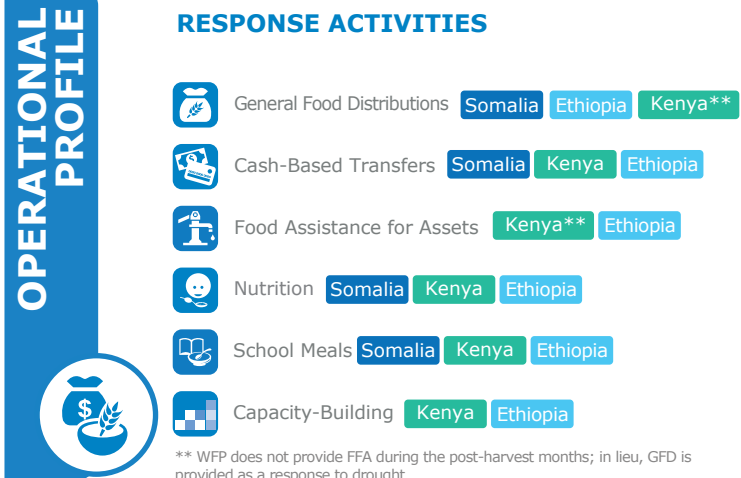 OPERATIONAL
PROFILE
RESPONSE ACTIVITIES
General Food Distributions Somalia Ethiopia Kenya**
Cash-Based Transfers Somalia Kenya Ethiopia
Food Assistance for Assets Kenya** Ethiopia
Nutrition Somalia Kenya Ethiopia
School Meals Somalia Kenya Ethiopia
Capacity-Building Kenya Ethiopia
$
** WFP does not provide FFA during the post-harvest months; in lieu, GFD is
provided as a response to drought